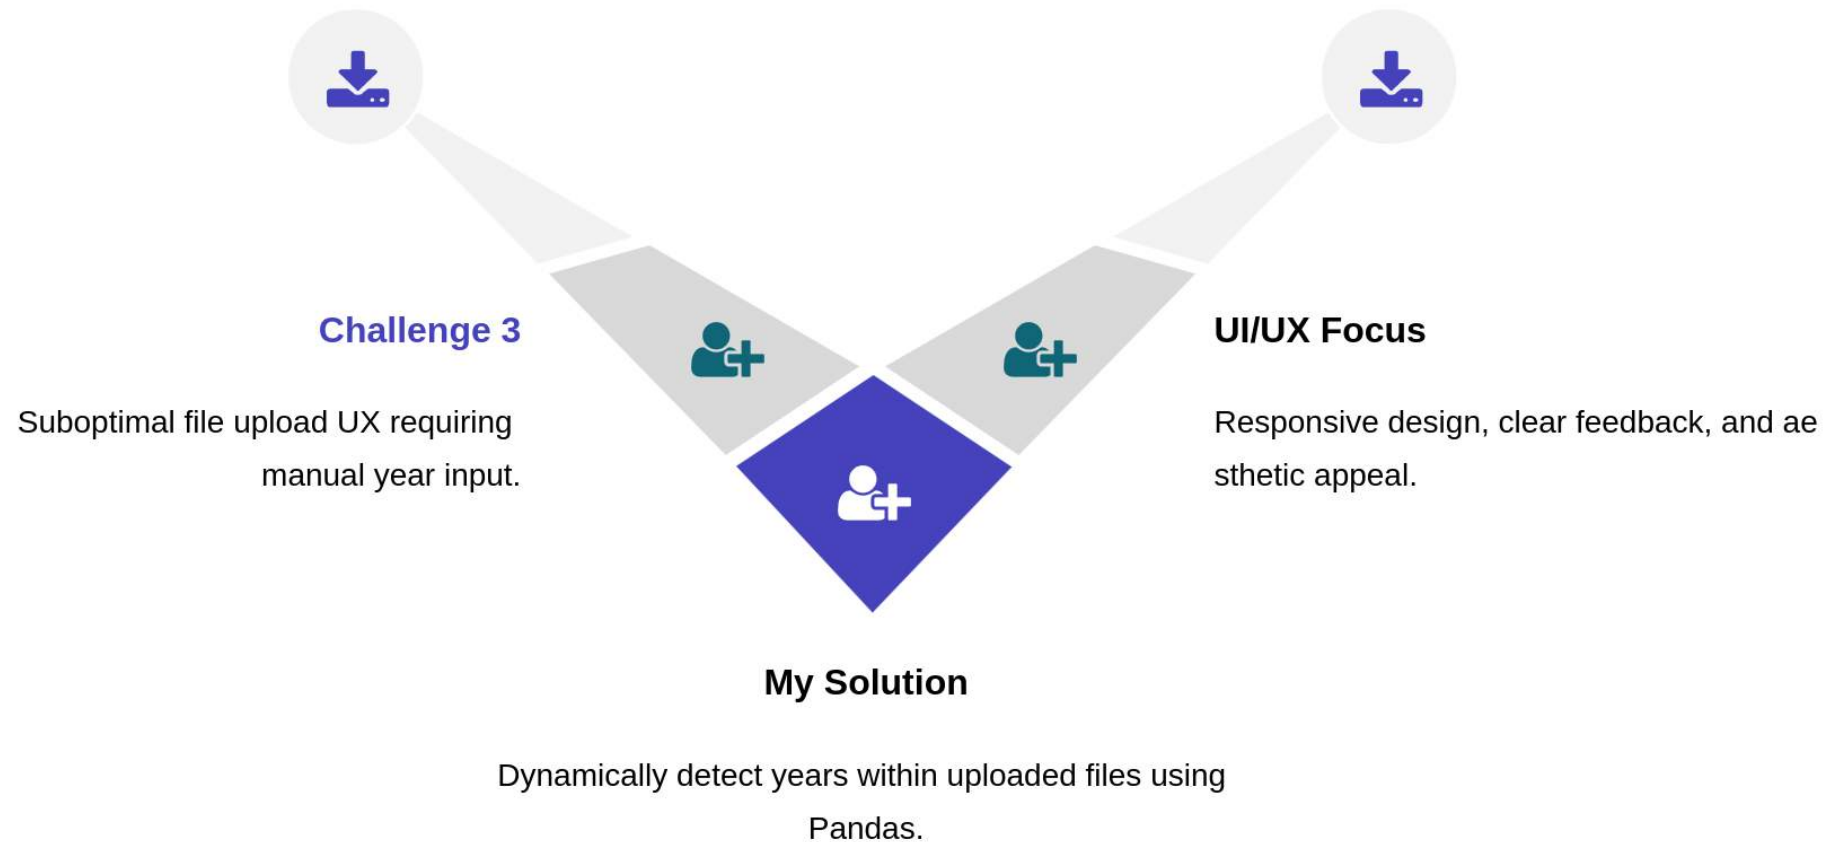 Challenge 3
Suboptimal file upload UX requiring
manual year input.
UI/UX Focus
Responsive design, clear feedback, and ae
sthetic appeal.
My Solution
Dynamically detect years within uploaded files using
Pandas.